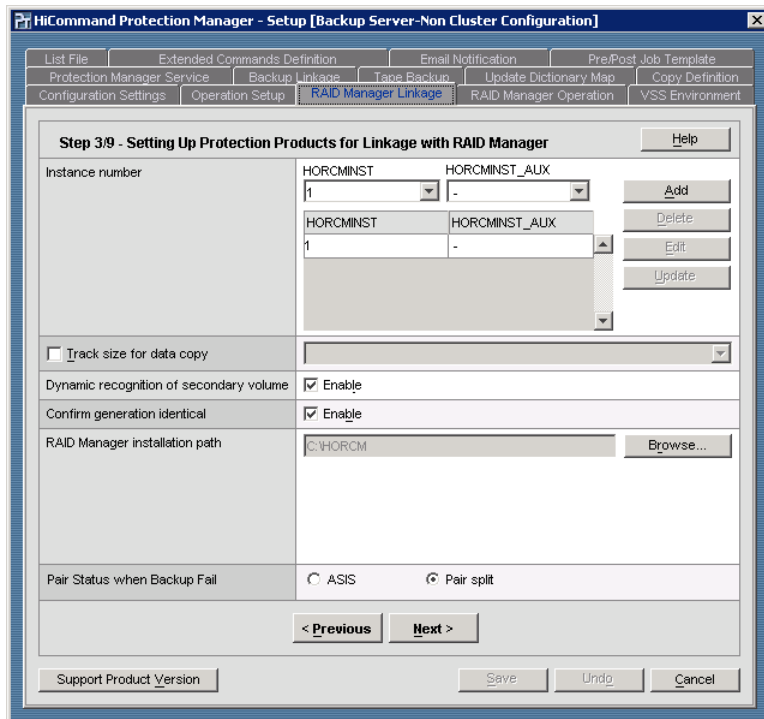 HiCommand Protection Manager - Setup [Backup Server-Non Cluster Configuration]
List File Extended Commands Definition Email Notification Pre/Post Job Template
Protection Manager Service Backup Linkage Tape Backup Update Dictionary Map Copy Definition
Configuration Settings Operation Setup RAID Manager Linkage RAID Manager Operation VSS Environment
Step 3/9 - Setting Up Protection Products for Linkage with RAID Manager Help
Instance number HORCMINST HORCMINST_AUX
1 - Add
HORCMINST HORCMINST_AUX Delete
1 - Edit
Update
Track size for data copy
Dynamic recognition of secondary volume Enable
Confirm generation identical Enable
RAID Manager installation path C:\HORCM Browse...
Pair Status when Backup Fail ASIS Pair split
< Previous Next >
Support Product Version Save Undo Cancel